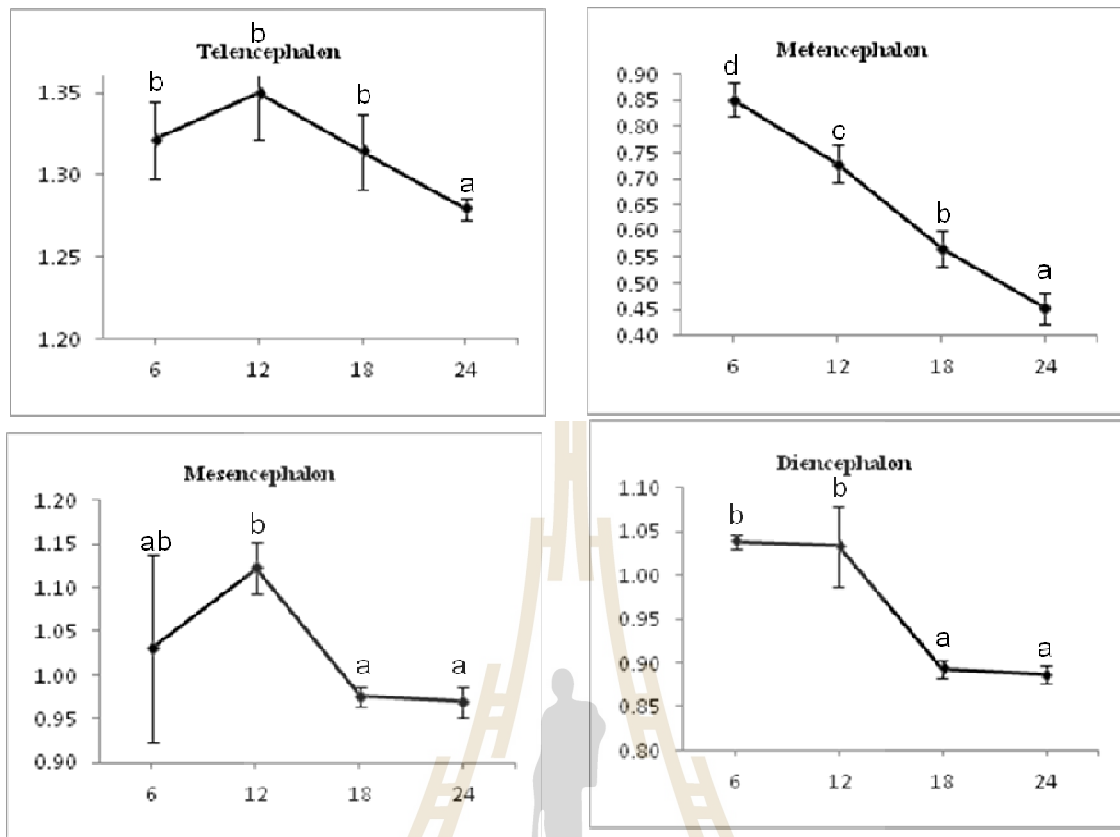 Telencephalon
b
b
b
a
1.35
1.30
1.25
1.20
6 12 18 24
Metencephalon
d
c
b
a
0.90
0.85
0.80
0.75
0.70
0.65
0.60
0.55
0.50
0.45
0.40
6 12 18 24
Mesencephalon
ab
b
a
a
1.20
1.15
1.10
1.05
1.00
0.95
0.90
6 12 18 24
Diencephalon
b
b
a
a
1.10
1.05
1.00
0.95
0.90
0.85
0.80
6 12 18 24